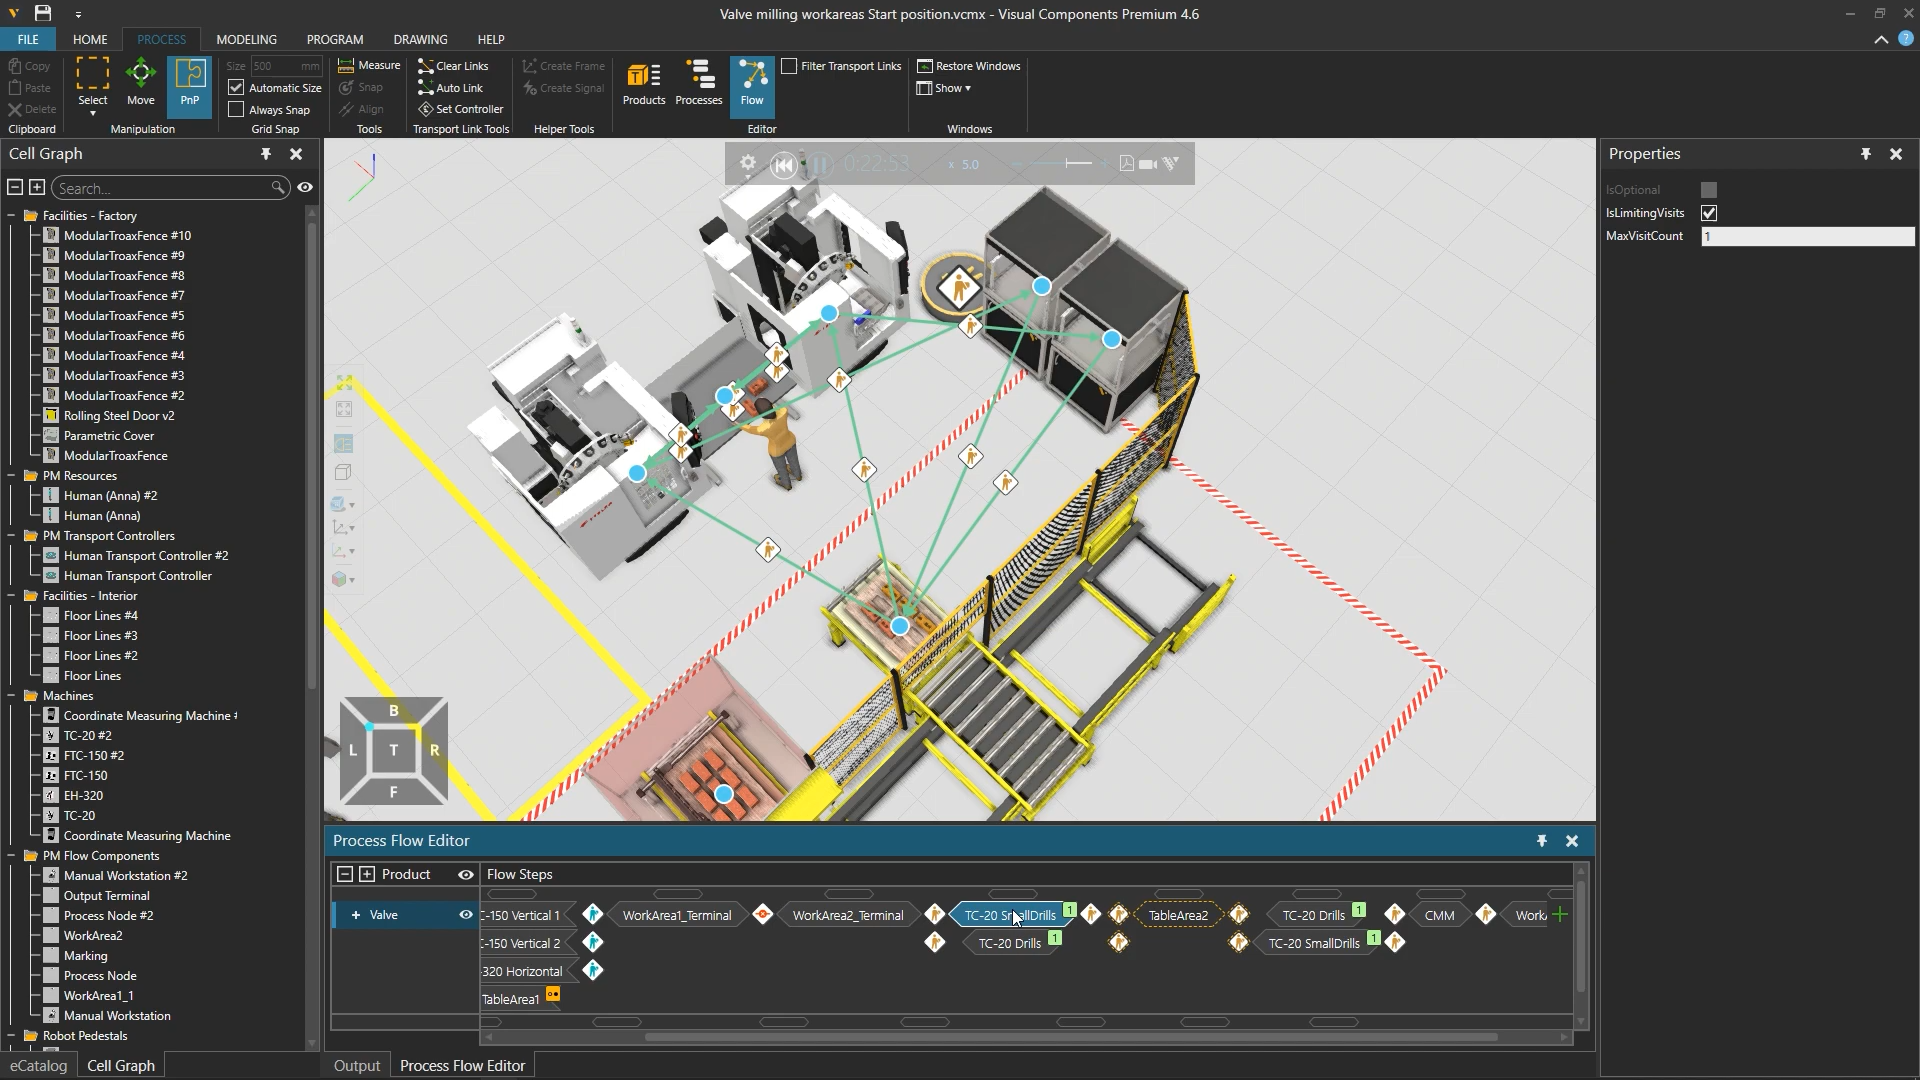 Valve milling workareas Start position.vcmx - Visual Components Premium 4.6
FILE HOME PROCESS MODELING PROGRAM DRAWING HELP
Copy
Paste
Delete
Clipboard
Select
Move
PnP
Manipulation
Size 500 mm
Automatic Size
Always Snap
Grid Snap
Measure
Snap
Align
Tools
Clear Links
Auto Link
Set Controller
Transport Link Tools
Create Frame
Create Signal
Helper Tools
Products
Processes
Flow
Filter Transport Links
Editor
Restore Windows
Show
Windows
Cell Graph
Search...
Facilities - Factory
ModularTroaxFence #10
ModularTroaxFence #9
ModularTroaxFence #8
ModularTroaxFence #7
ModularTroaxFence #5
ModularTroaxFence #6
ModularTroaxFence #4
ModularTroaxFence #3
ModularTroaxFence #2
Rolling Steel Door v2
Parametric Cover
ModularTroaxFence
PM Resources
Human (Anna) #2
Human (Anna)
PM Transport Controllers
Human Transport Controller #2
Human Transport Controller
Facilities - Interior
Floor Lines #4
Floor Lines #3
Floor Lines #2
Floor Lines
Machines
Coordinate Measuring Machine
TC-20 #2
FTC-150 #2
FTC-150
EH-320
TC-20
Coordinate Measuring Machine
PM Flow Components
Manual Workstation #2
Output Terminal
Process Node #2
WorkArea2
Marking
Process Node
WorkArea1_1
Manual Workstation
Robot Pedestals
eCatalog Cell Graph
0:22:53 x 5.0
B
L T R
F
Properties
IsOptional
IsLimitingVisits
MaxVisitCount 1
Process Flow Editor
Product Flow Steps
Valve
C-150 Vertical 1 WorkArea1_Terminal WorkArea2_Terminal TC-20 SmallDrills 1 TableArea2 TC-20 Drills 1 CMM Work
C-150 Vertical 2 TC-20 Drills 1 TC-20 SmallDrills 1
-320 Horizontal
TableArea1
Output Process Flow Editor